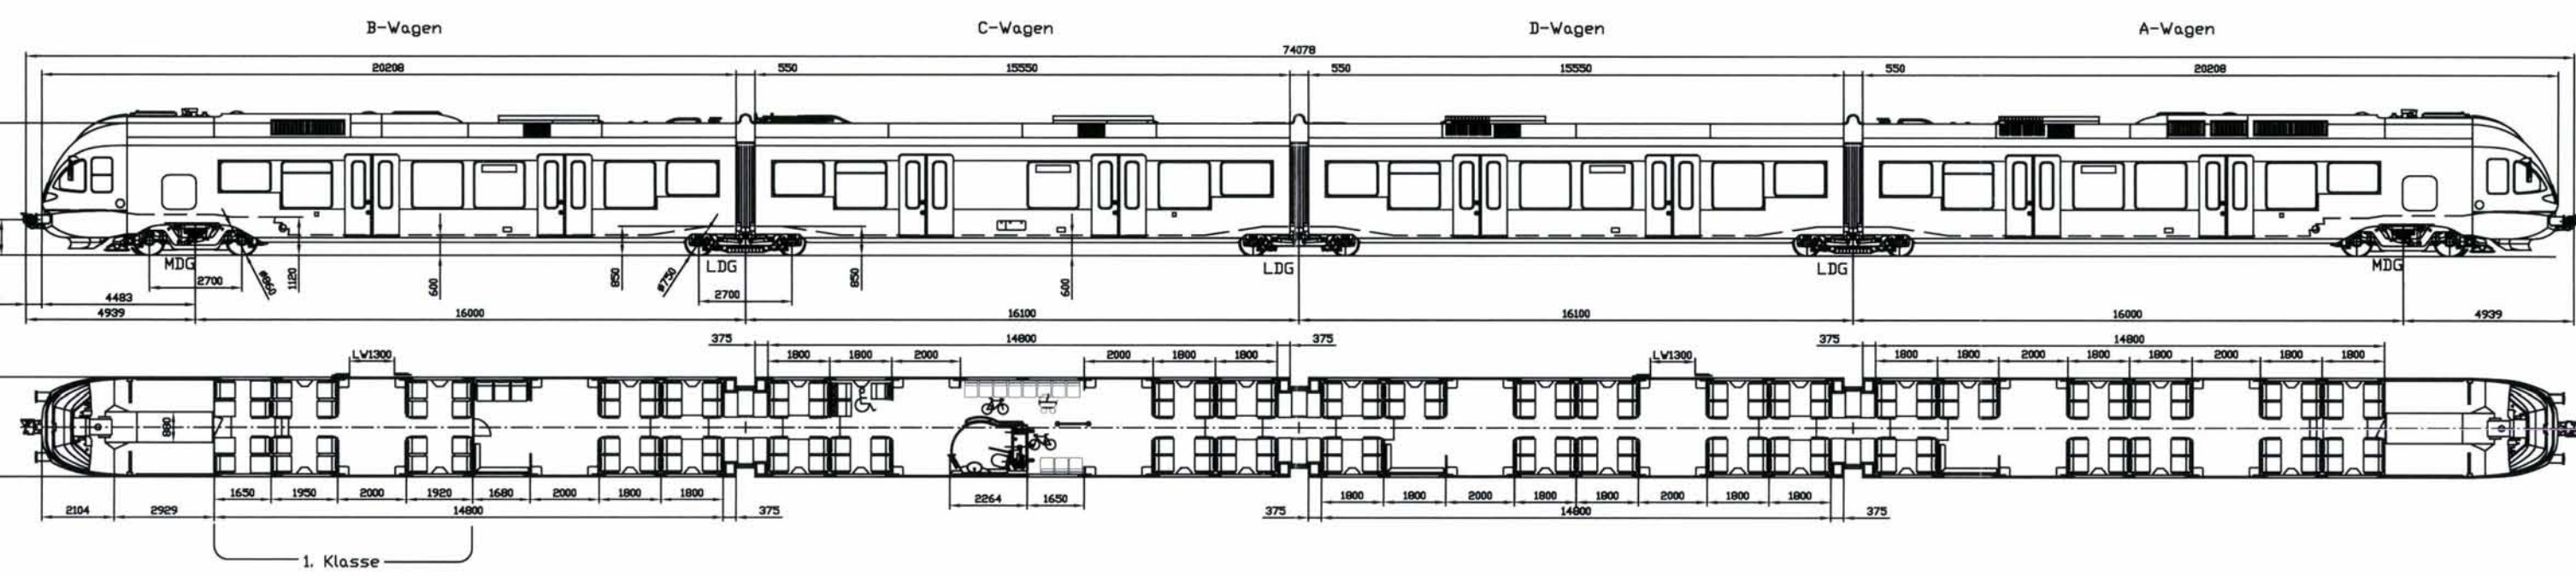 B-Wagen C-Wagen D-Wagen A-Wagen
74078
20208 550 15550 550 15550 550 20208
MDG LDG LDG LDG MDG
2700 ø860 1120 600 850 ø750 2700 850 600
4483
4939 16000 16100 16100 16000 4939
375 14800 375 375 14800
LW1300 1800 1800 2000 2000 1800 1800 LW1300 1800 1800 2000 1800 1800 2000 1800 1800
880
1650 1950 2000 1920 1680 2000 1800 1800 2264 1650 1800 1800 2000 1800 1800 2000 1800 1800
2104 2929 14800 375 375 14800 375
1. Klasse